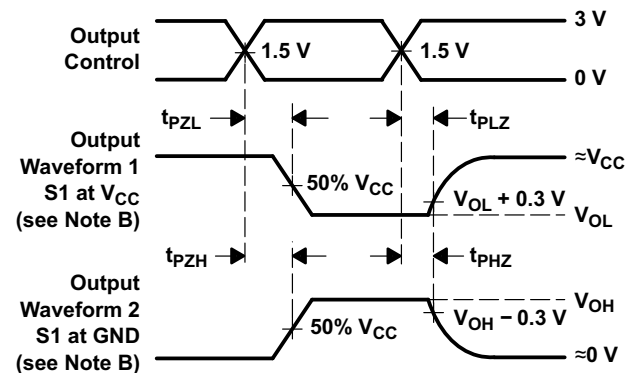 Output
Control
1.5 V
1.5 V
3 V
0 V
tPZL
tPLZ
Output
Waveform 1
S1 at VCC
(see Note B)
50% VCC
≈VCC
VOL + 0.3 V
VOL
tPZH
tPHZ
Output
Waveform 2
S1 at GND
(see Note B)
50% VCC
VOH
VOH − 0.3 V
≈0 V